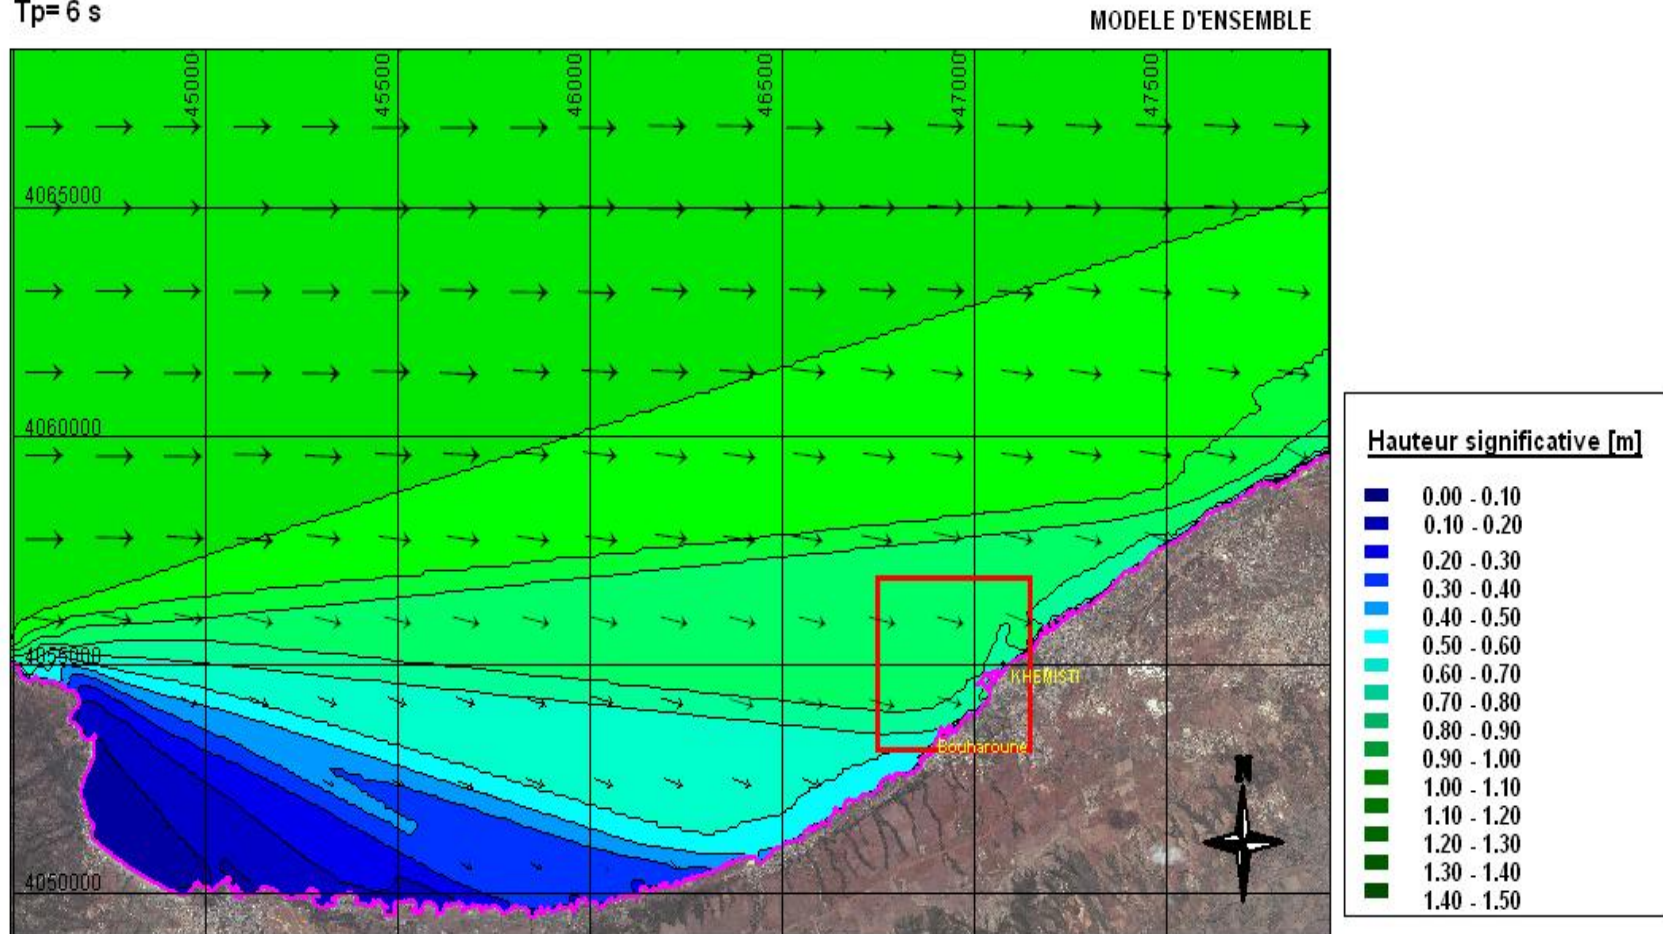 Tp= 6 s
MODELE D'ENSEMBLE
45000
45500
46000
46500
47000
47500
4065000
4060000
4055000
KHEMISTI
Bouharoune
N
4050000
Hauteur significative [m]
0.00 - 0.10
0.10 - 0.20
0.20 - 0.30
0.30 - 0.40
0.40 - 0.50
0.50 - 0.60
0.60 - 0.70
0.70 - 0.80
0.80 - 0.90
0.90 - 1.00
1.00 - 1.10
1.10 - 1.20
1.20 - 1.30
1.30 - 1.40
1.40 - 1.50